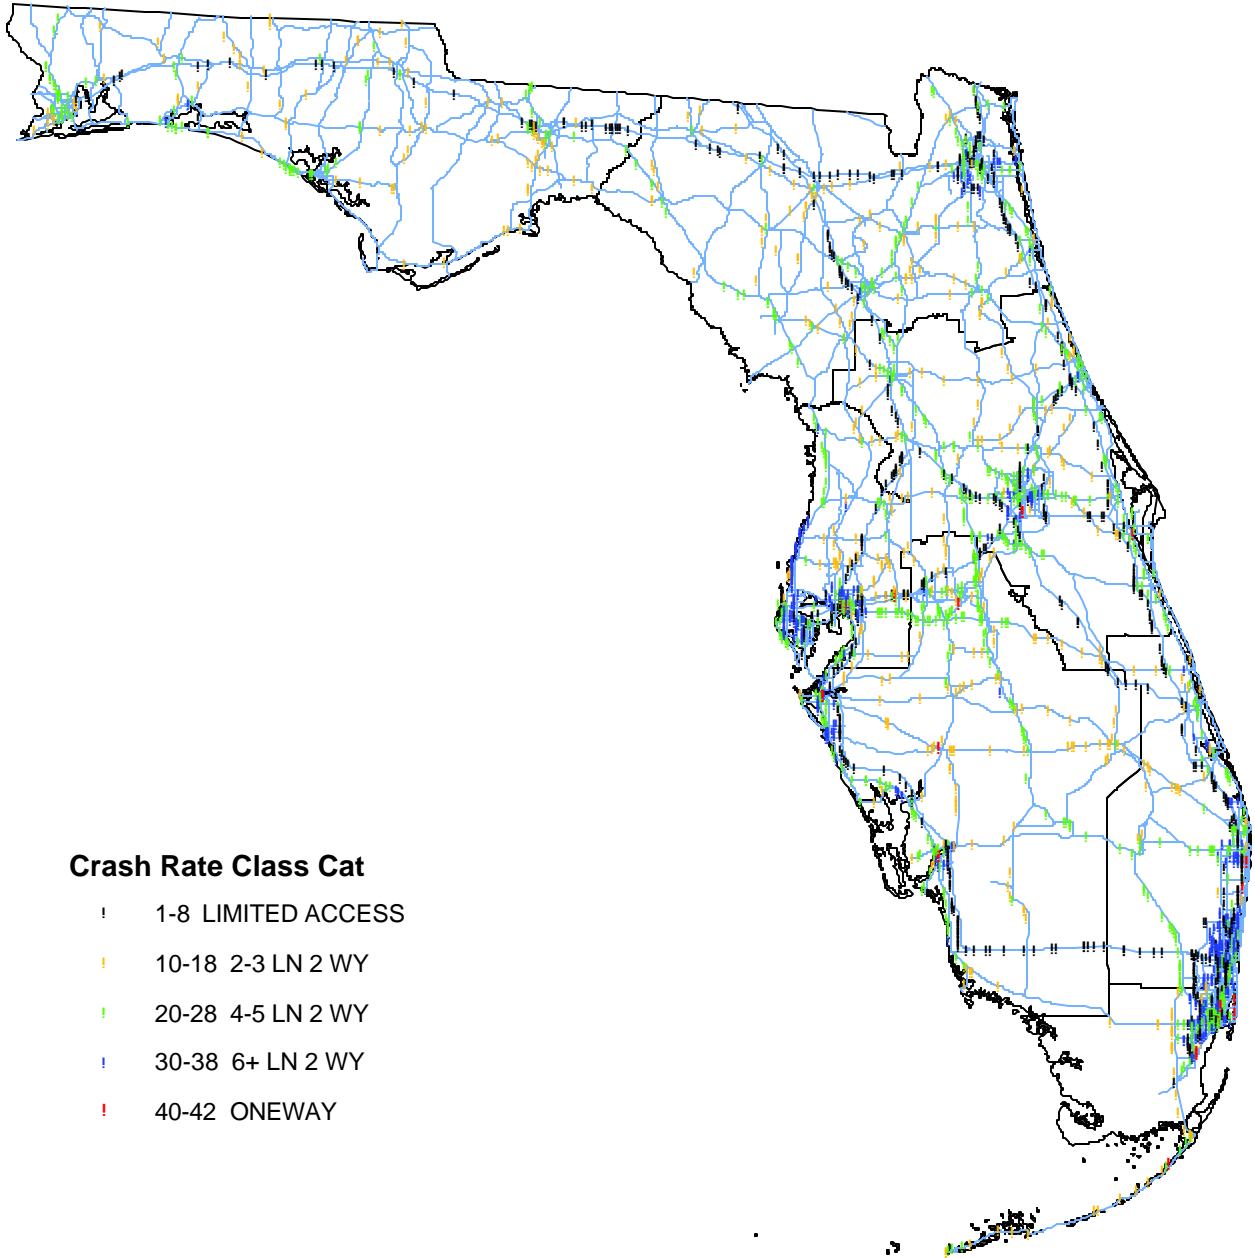 Crash Rate Class Cat
! 1-8 LIMITED ACCESS
! 10-18 2-3 LN 2 WY
! 20-28 4-5 LN 2 WY
! 30-38 6+ LN 2 WY
! 40-42 ONEWAY